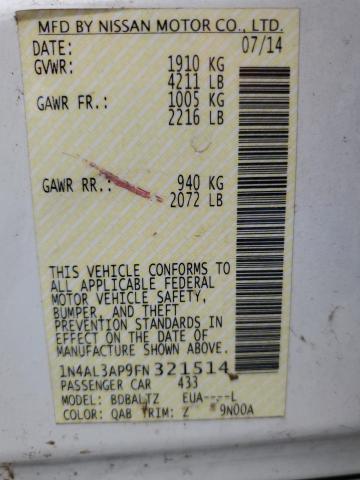 MFD BY NISSAN MOTOR CO., LTD.
DATE: 07/14
GVWR: 1910 KG
4211 LB
GAWR FR.: 1005 KG
2216 LB
GAWR RR.: 940 KG
2072 LB
THIS VEHICLE CONFORMS TO
ALL APPLICABLE FEDERAL
MOTOR VEHICLE SAFETY,
BUMPER, AND THEFT
PREVENTION STANDARDS IN
EFFECT ON THE DATE OF
MANUFACTURE SHOWN ABOVE.
1N4AL3AP9FN 321514
PASSENGER CAR 433
MODEL: BDBALTZ EUA----L
COLOR: QAB TRIM: Z 9N00A